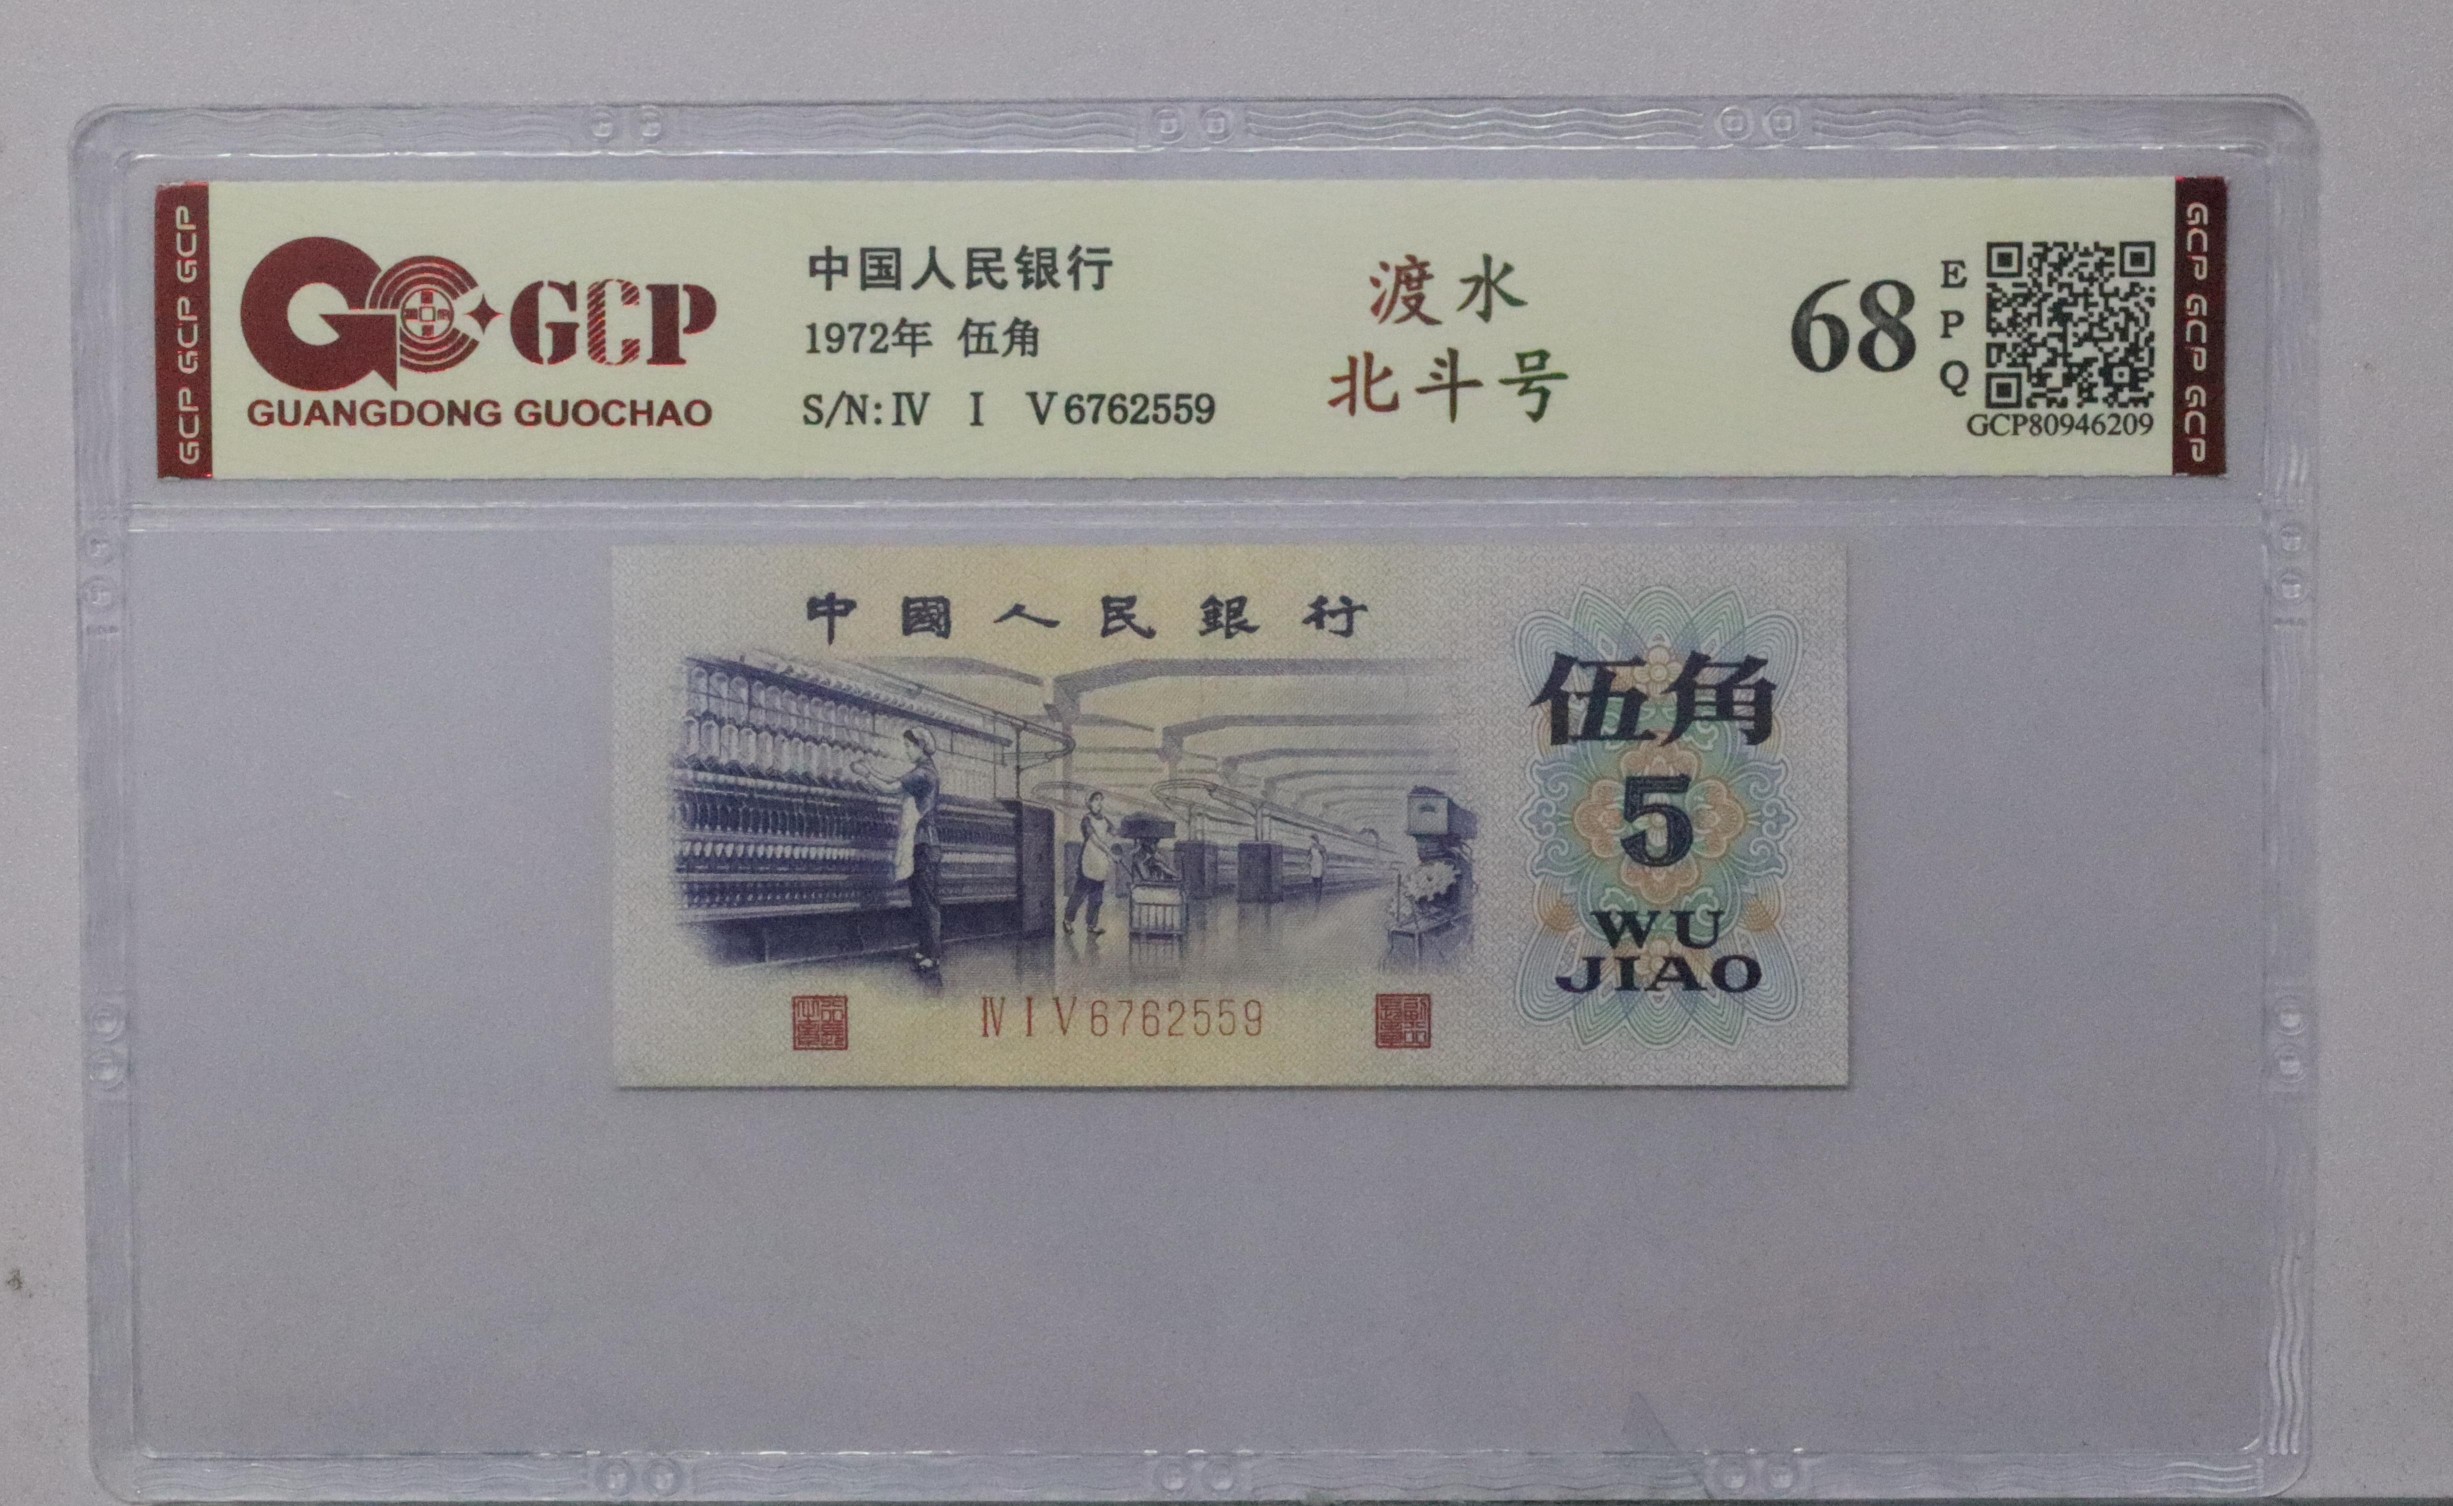 GCP GCP GCP
GCP
GUANGDONG GUOCHAO
中国人民银行
1972年 伍角
S/N: Ⅳ Ⅰ Ⅴ6762559
渡水
北斗号
68
E
P
Q
GCP80946209
GCP GCP GCP
中國人民銀行
伍角
5
WU
JIAO
Ⅳ Ⅰ Ⅴ 6762559